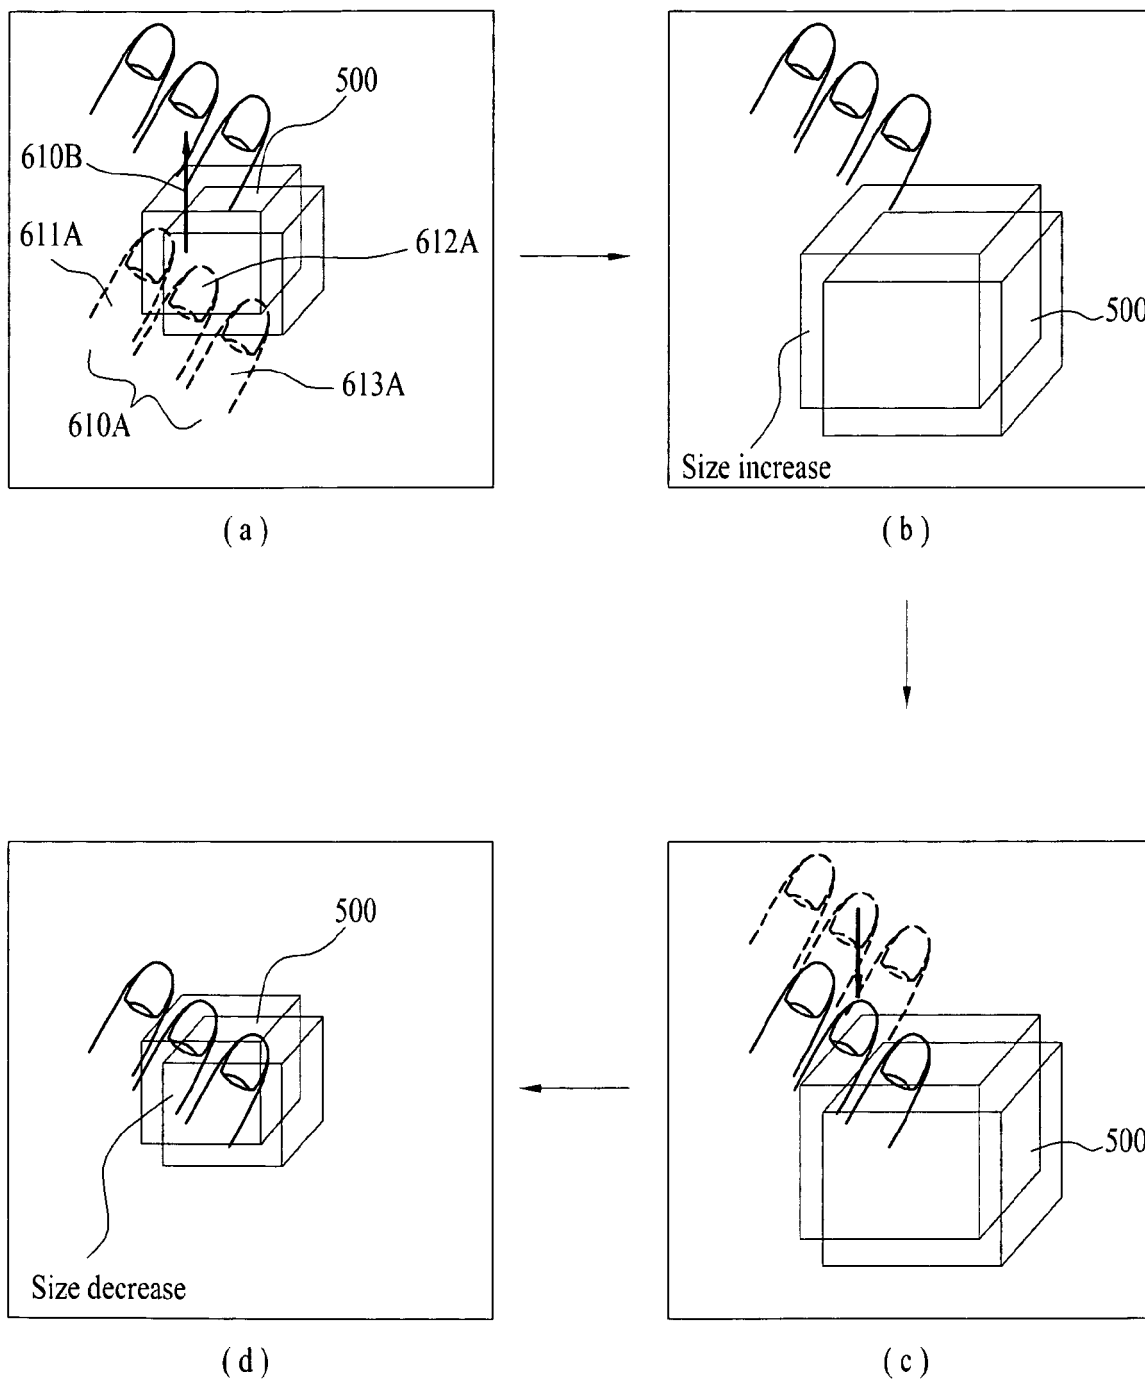 500
610B
611A
612A
613A
610A
( a )
500
Size increase
( b )
500
Size decrease
( d )
500
( c )